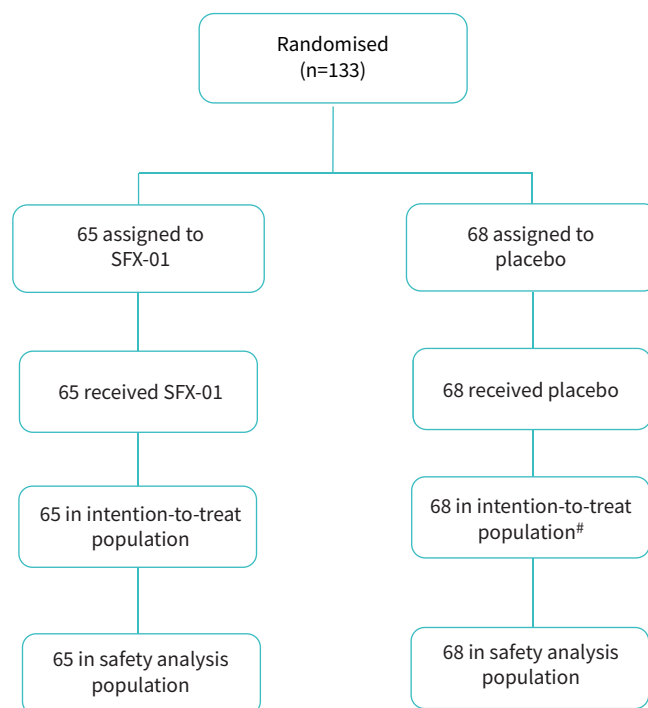 Randomised
(n=133)
65 assigned to
SFX-01
68 assigned to
placebo
65 received SFX-01
68 received placebo
65 in intention-to-treat
population
68 in intention-to-treat
population#
65 in safety analysis
population
68 in safety analysis
population